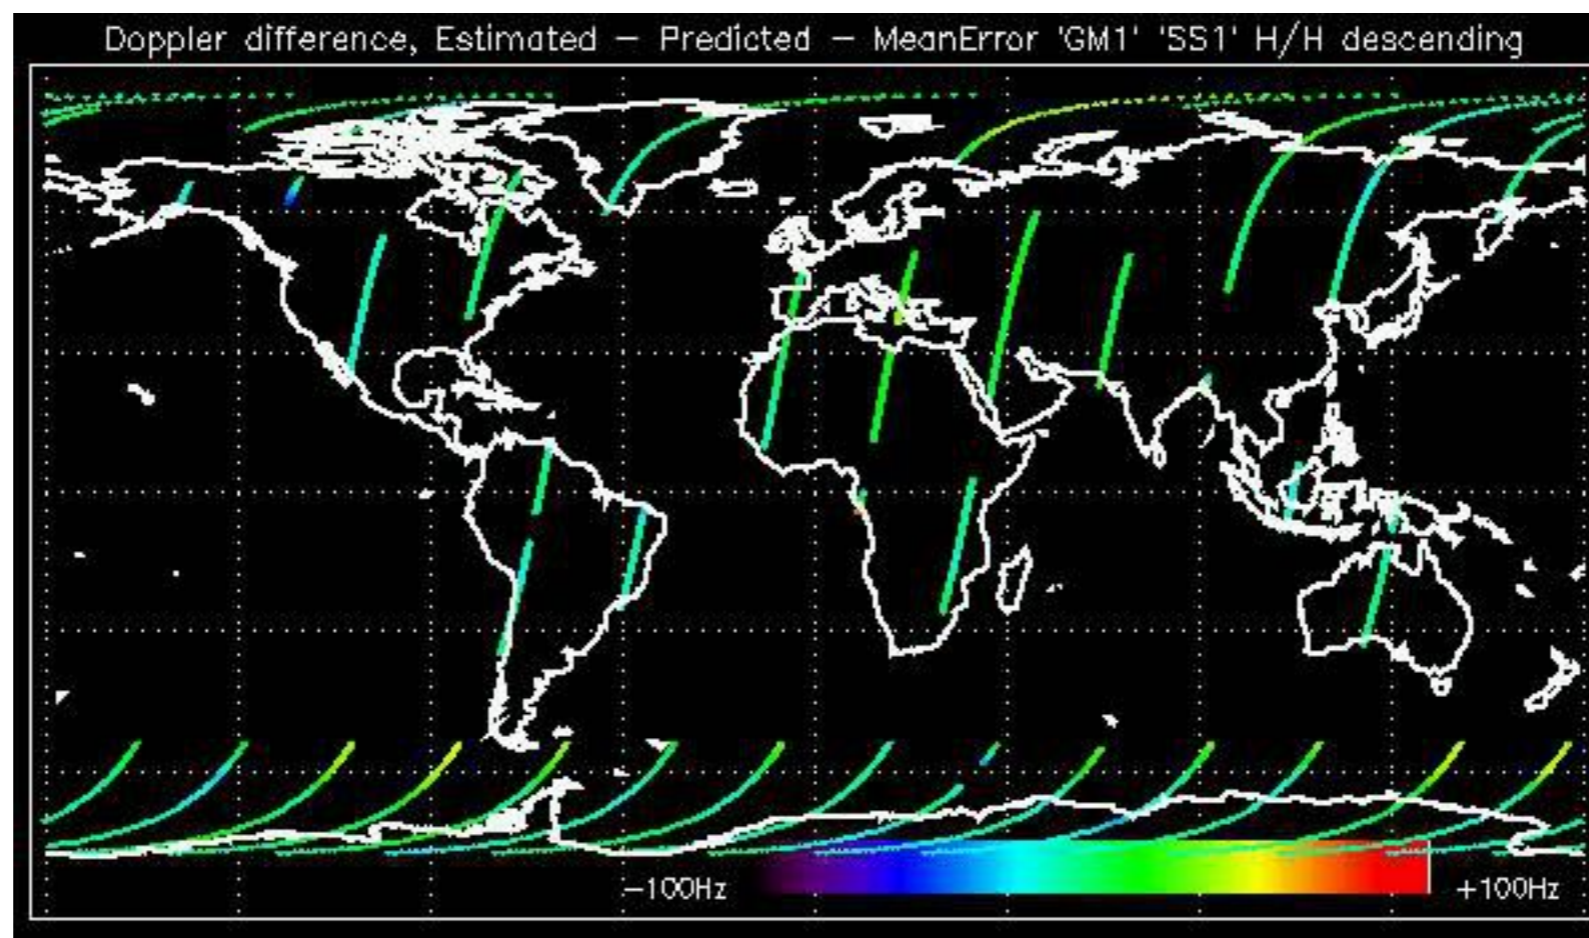 Doppler difference, Estimated – Predicted – MeanError 'GM1' 'SS1' H/H descending
–100Hz
+100Hz